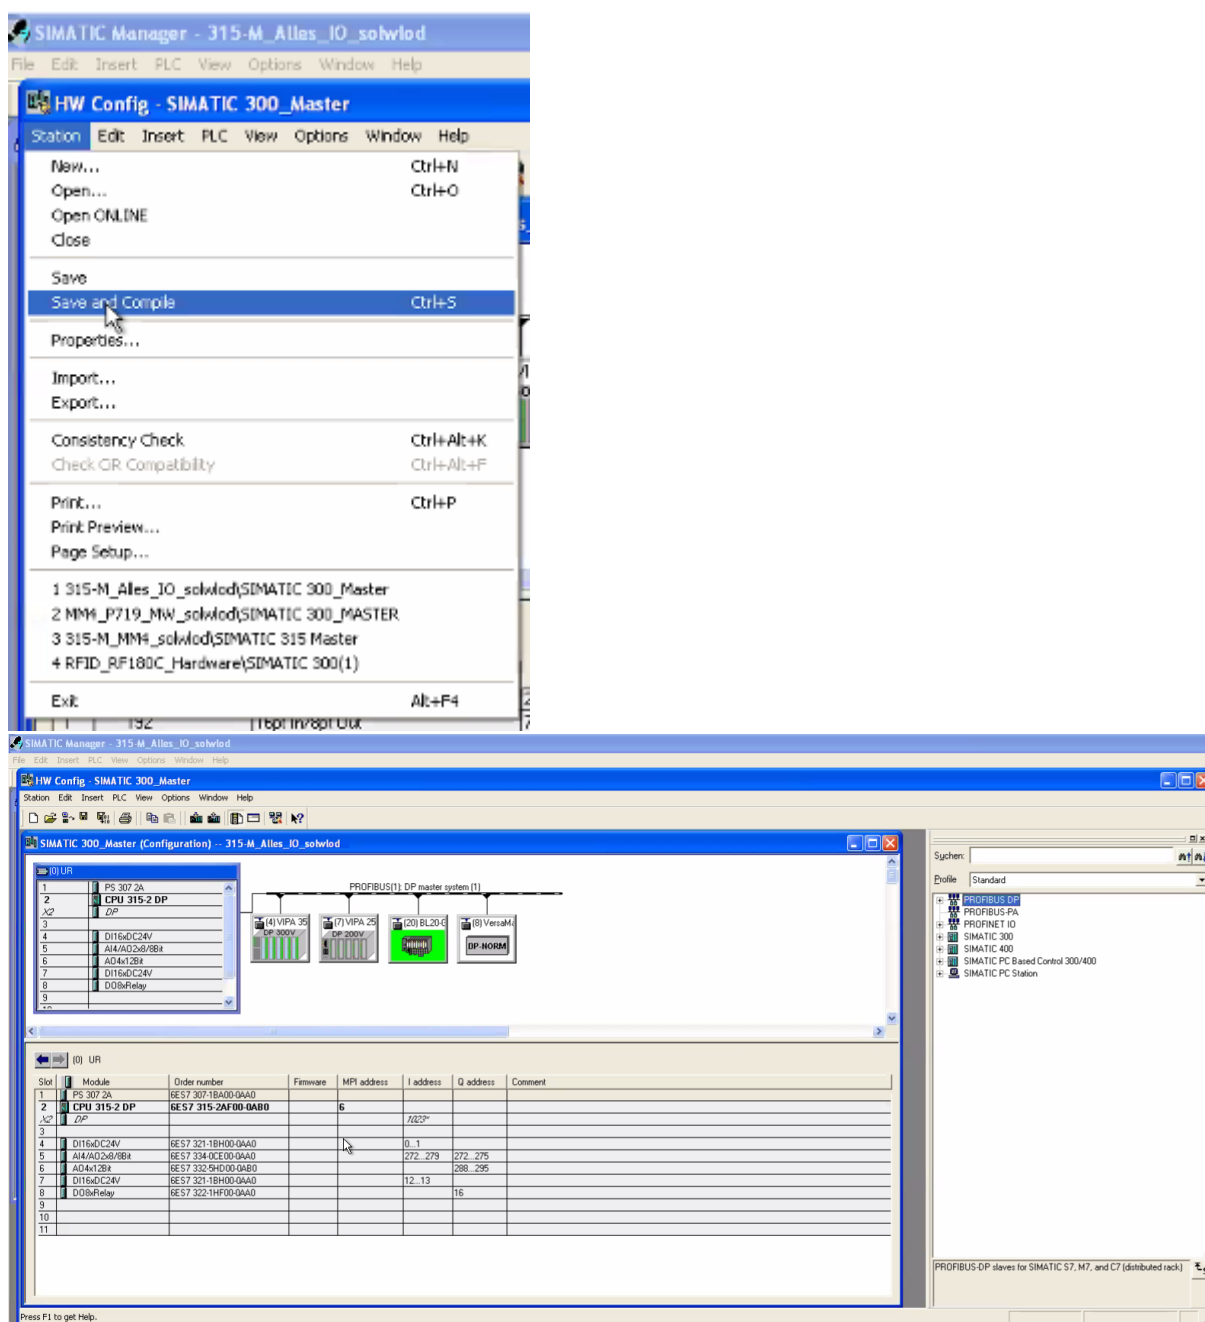 SIMATIC Manager - 315-M_Alles_IO_solwlod
File Edit Insert PLC View Options Window Help
HW Config - SIMATIC 300_Master
Station Edit Insert PLC View Options Window Help
New... Ctrl+N
Open... Ctrl+O
Open ONLINE
Close
Save
Save and Compile Ctrl+S
Properties...
Import...
Export...
Consistency Check Ctrl+Alt+K
Check CiR Compatibility Ctrl+Alt+F
Print... Ctrl+P
Print Preview...
Page Setup...
1 315-M_Alles_IO_solwlod\SIMATIC 300_Master
2 MM4_P719_MW_solwlod\SIMATIC 300_MASTER
3 315-M_MM4_solwlod\SIMATIC 315 Master
4 RFID_RF180C_Hardware\SIMATIC 300(1)
Exit Alt+F4
1 192 16pt In/8pt Out
SIMATIC Manager - 315-M_Alles_IO_solwlod
File Edit Insert PLC View Options Window Help
HW Config - SIMATIC 300_Master
Station Edit Insert PLC View Options Window Help
SIMATIC 300_Master (Configuration) -- 315-M_Alles_IO_solwlod
(0) UR
1 PS 307 2A
2 CPU 315-2 DP
X2 DP
3
4 DI16xDC24V
5 AI4/AO2x8/8Bit
6 AO4x12Bit
7 DI16xDC24V
8 DO8xRelay
9
10
PROFIBUS(1): DP master system (1)
(4) VIPA 35
DP 300V
(7) VIPA 25
DP 200V
(20) BL20-G
(8) VersaMa
DP-NORM
Suchen:
Profile Standard
PROFIBUS DP
PROFIBUS-PA
PROFINET IO
SIMATIC 300
SIMATIC 400
SIMATIC PC Based Control 300/400
SIMATIC PC Station
(0) UR
Slot Module Order number Firmware MPI address I address Q address Comment
1 PS 307 2A 6ES7 307-1BA00-0AA0
2 CPU 315-2 DP 6ES7 315-2AF00-0AB0 6
X2 DP 1023*
3
4 DI16xDC24V 6ES7 321-1BH00-0AA0 0...1
5 AI4/AO2x8/8Bit 6ES7 334-0CE00-0AA0 272...279 272...275
6 AO4x12Bit 6ES7 332-5HD00-0AB0 288...295
7 DI16xDC24V 6ES7 321-1BH00-0AA0 12...13
8 DO8xRelay 6ES7 322-1HF00-0AA0 16
9
10
11
PROFIBUS-DP slaves for SIMATIC S7, M7, and C7 (distributed rack)
Press F1 to get Help.